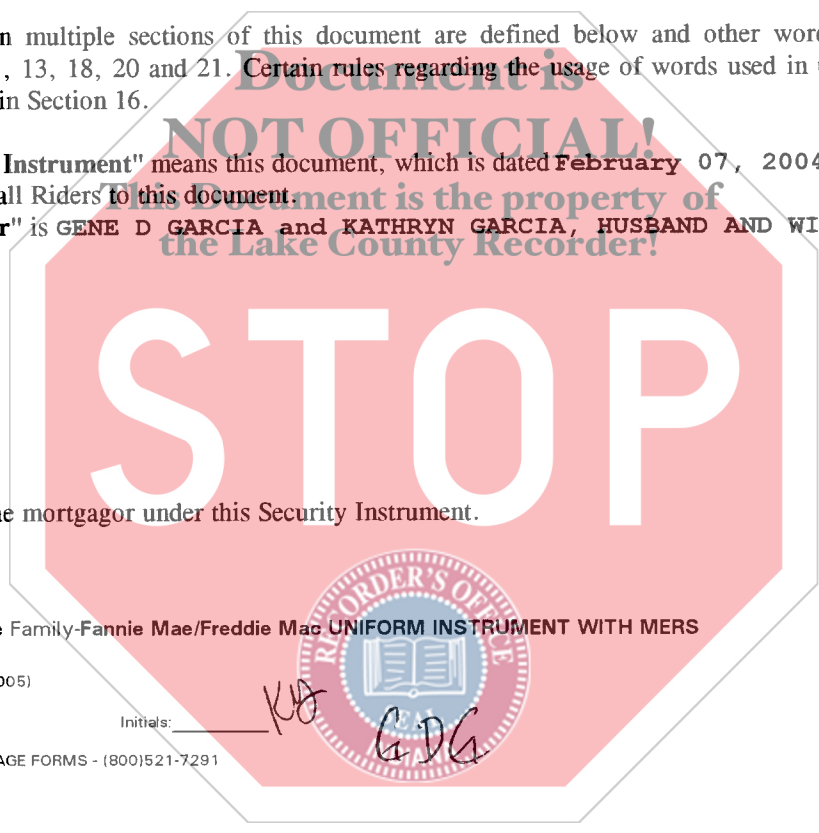 n multiple sections of this document are defined below and other word
, 13, 18, 20 and 21. Certain rules regarding the usage of words used in
in Section 16.
Document is
NOT OFFICIAL!
Instrument" means this document, which is dated February 07, 2004
all Riders to this document.
This Document is the property of
r" is GENE D GARCIA and KATHRYN GARCIA, HUSBAND AND WI
the Lake County Recorder!
STOP
e mortgagor under this Security Instrument.
RECORDER'S OFFICE
SEAL
INDIANA
e Family-Fannie Mae/Freddie Mac UNIFORM INSTRUMENT WITH MERS
005)
Initials:
GDG
AGE FORMS - (800)521-7291